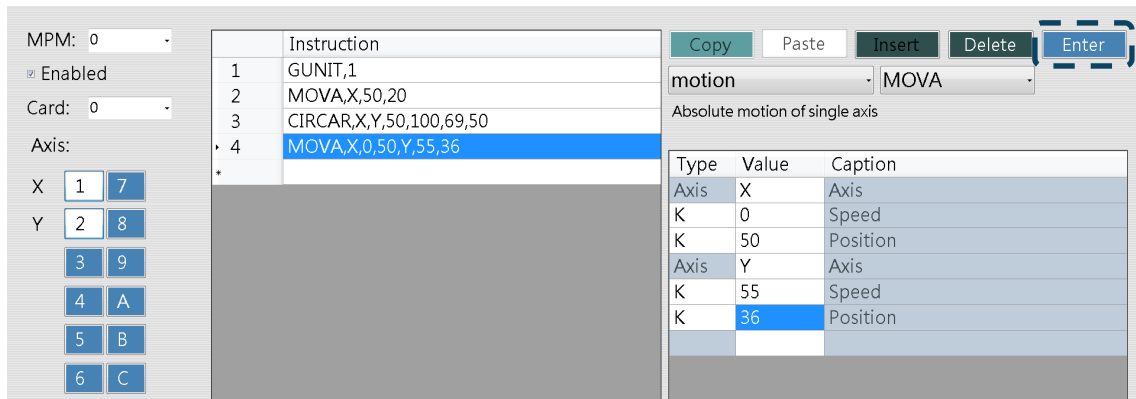 MPM: 0
Enabled
Card: 0
Axis:
X 1 7
Y 2 8
3 9
4 A
5 B
6 C
Instruction
1 GUNIT,1
2 MOVA,X,50,20
3 CIRCAR,X,Y,50,100,69,50
4 MOVA,X,0,50,Y,55,36
*
Copy Paste Insert Delete Enter
motion MOVA
Absolute motion of single axis
Type Value Caption
Axis X Axis
K 0 Speed
K 50 Position
Axis Y Axis
K 55 Speed
K 36 Position